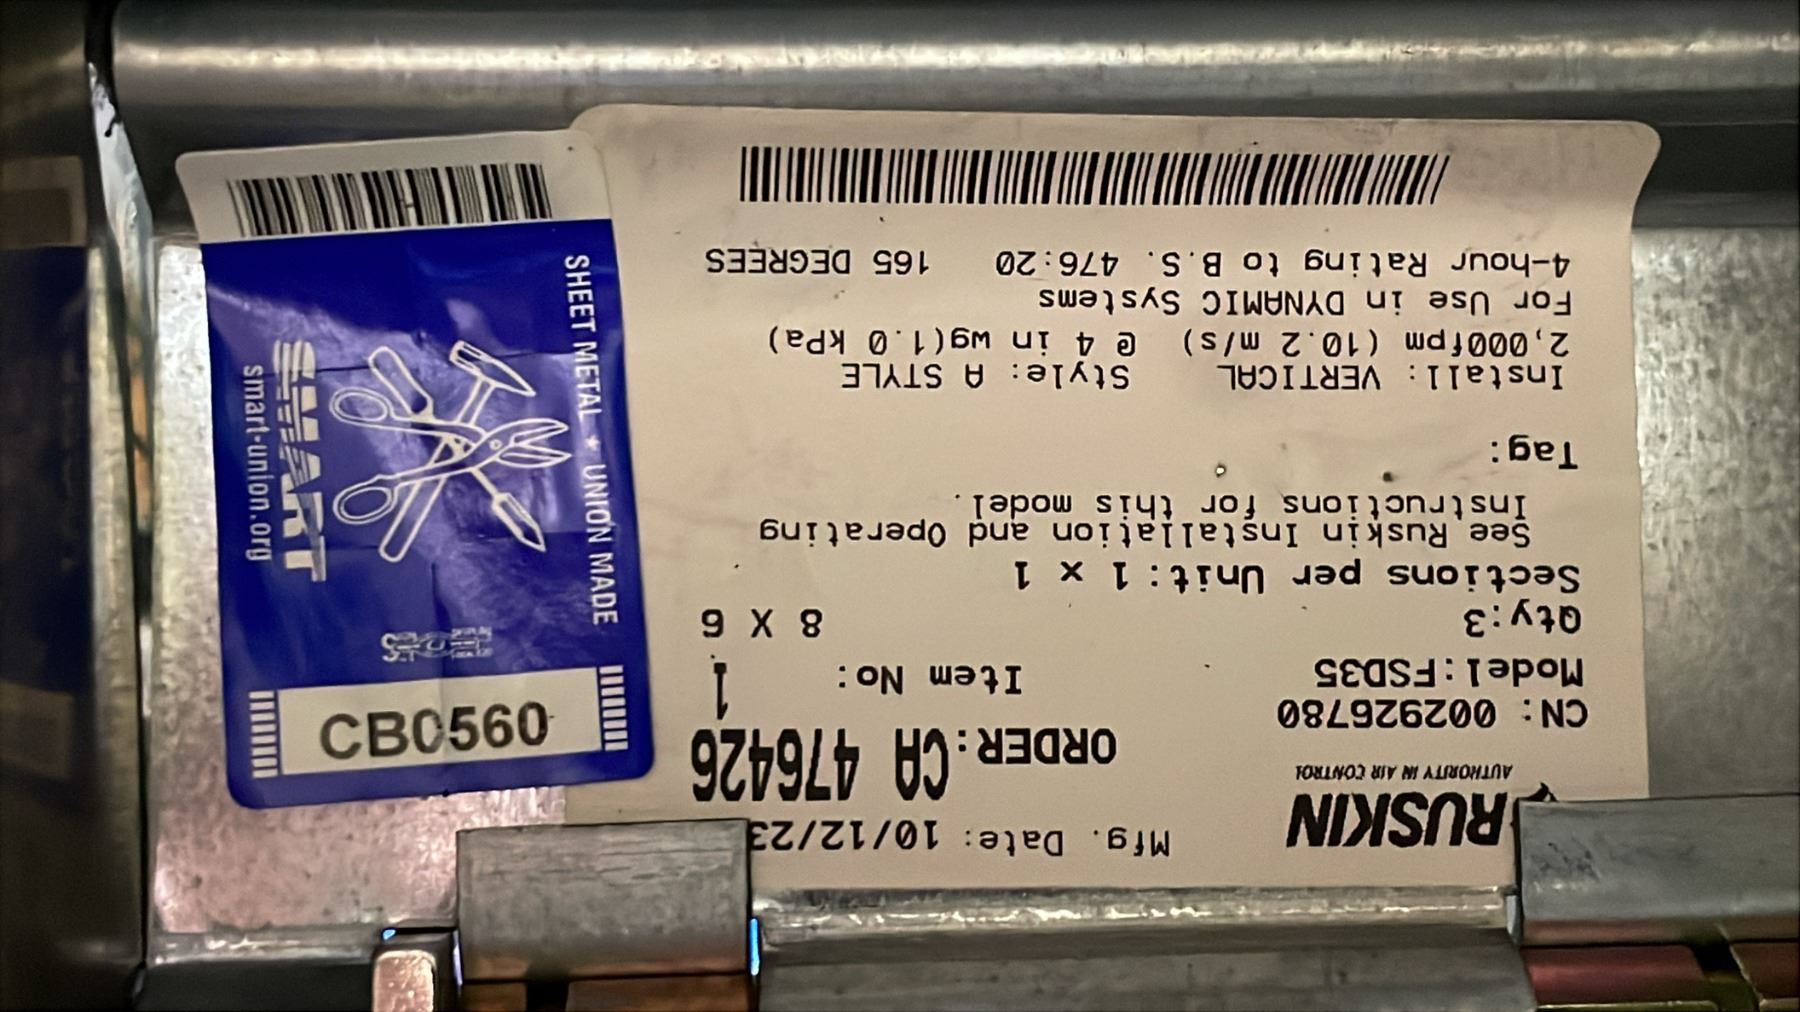 RUSKIN
AUTHORITY IN AIR CONTROL
Mfg. Date: 10/12/23
ORDER: CA 476426
CN: 002926780
Model:FSD35 Item No: 1
Qty:3 8 X 6
Sections per Unit: 1 x 1
See Ruskin Installation and Operating
Instructions for this model.
Tag:
Install: VERTICAL Style: A STYLE
2,000fpm (10.2 m/s) @ 4 in wg(1.0 kPa)
For Use in DYNAMIC Systems
4-hour Rating to B.S. 476:20 165 DEGREES
SHEET METAL * UNION MADE
SMART
smart-union.org
CB0560